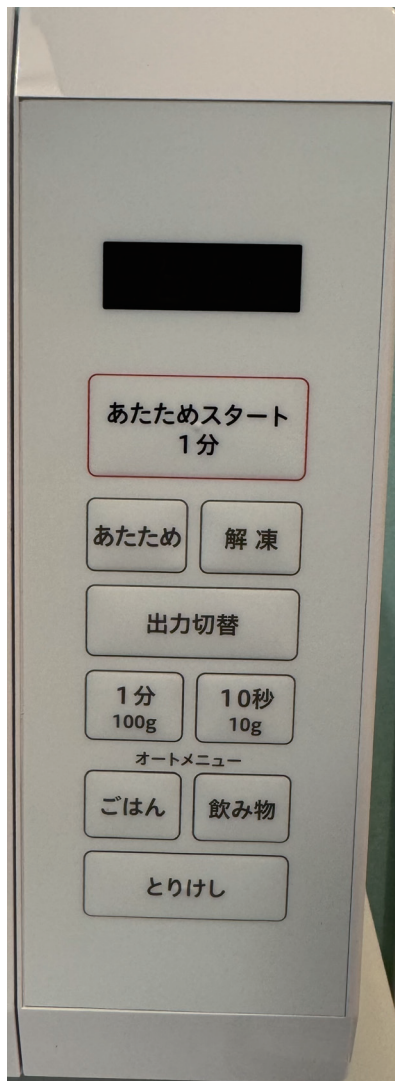 あたためスタート
1分
あたため
解凍
出力切替
1分
100g
10秒
10g
オートメニュー
ごはん
飲み物
とりけし